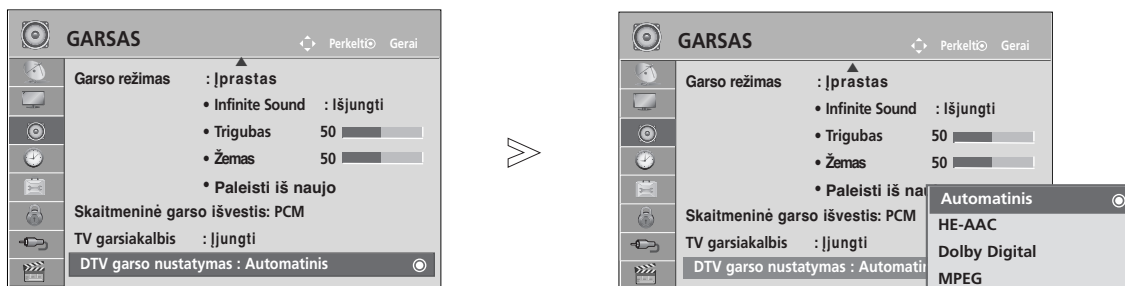 GARSAS
Perkelti Gerai
Garso režimas : Įprastas
• Infinite Sound : Išjungti
• Trigubas 50
• Žemas 50
• Paleisti iš naujo
Skaitmeninė garso išvestis: PCM
TV garsiakalbis : Įjungti
DTV garso nustatymas : Automatinis
GARSAS
Perkelti Gerai
Garso režimas : Įprastas
• Infinite Sound : Išjungti
• Trigubas 50
• Žemas 50
• Paleisti iš nau
Skaitmeninė garso išvestis: PCM
TV garsiakalbis : Įjungti
DTV garso nustatymas : Automatin
Automatinis
HE-AAC
Dolby Digital
MPEG